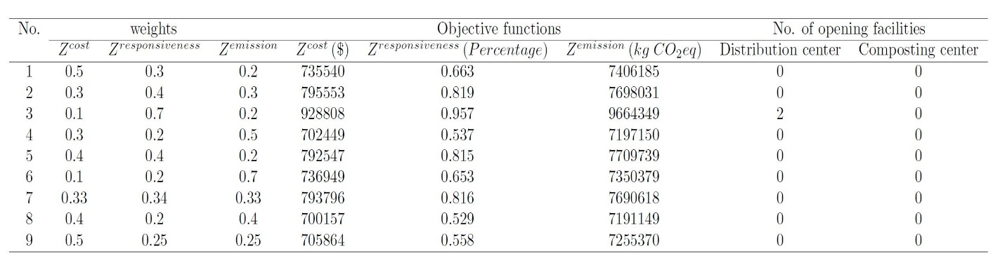 No. weights Objective functions No. of opening facilities
Z^cost Z^responsiveness Z^emission Z^cost ($) Z^responsiveness (Percentage) Z^emission (kg CO₂eq) Distribution center Composting center
1 0.5 0.3 0.2 735540 0.663 7406185 0 0
2 0.3 0.4 0.3 795553 0.819 7698031 0 0
3 0.1 0.7 0.2 928808 0.957 9664349 2 0
4 0.3 0.2 0.5 702449 0.537 7197150 0 0
5 0.4 0.4 0.2 792547 0.815 7709739 0 0
6 0.1 0.2 0.7 736949 0.653 7350379 0 0
7 0.33 0.34 0.33 793796 0.816 7690618 0 0
8 0.4 0.2 0.4 700157 0.529 7191149 0 0
9 0.5 0.25 0.25 705864 0.558 7255370 0 0